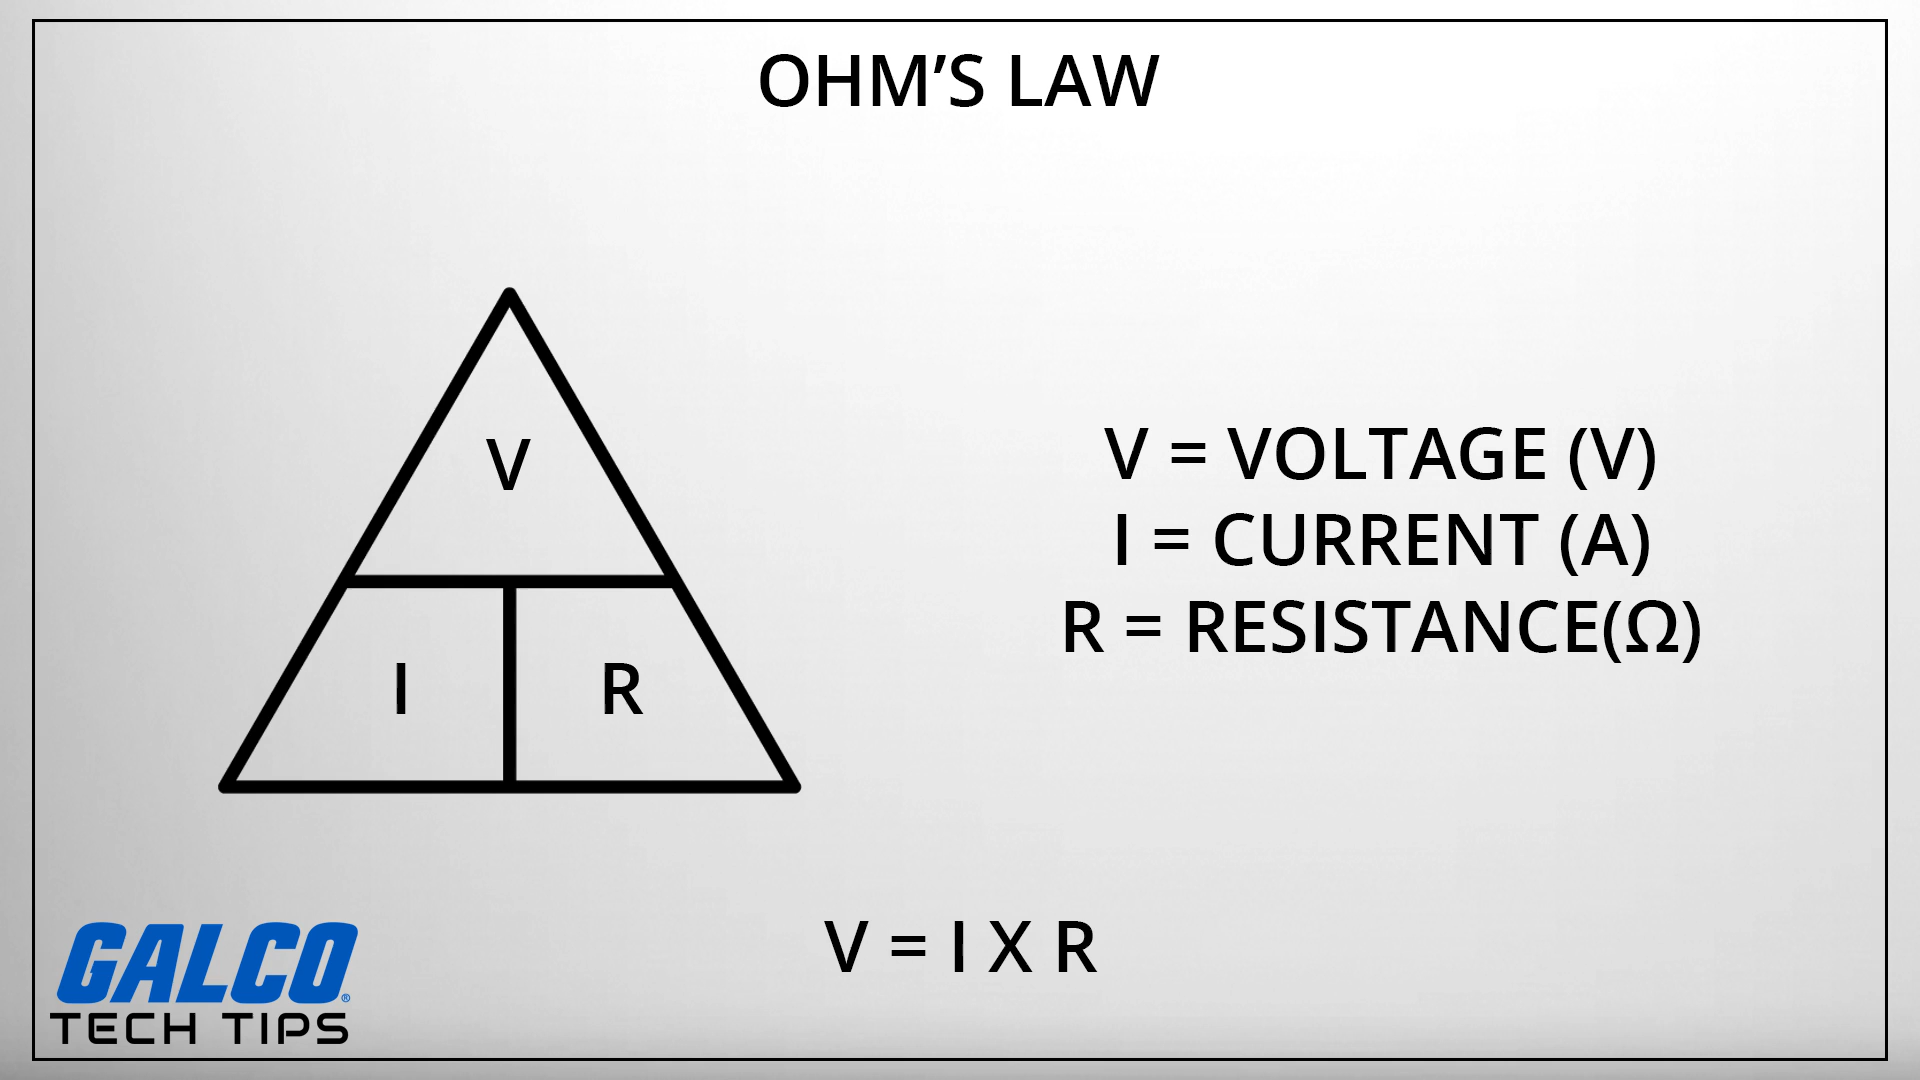 OHM’S LAW
V
I R
V = VOLTAGE (V)
I = CURRENT (A)
R = RESISTANCE(Ω)
V = I X R
GALCO®
TECH TIPS